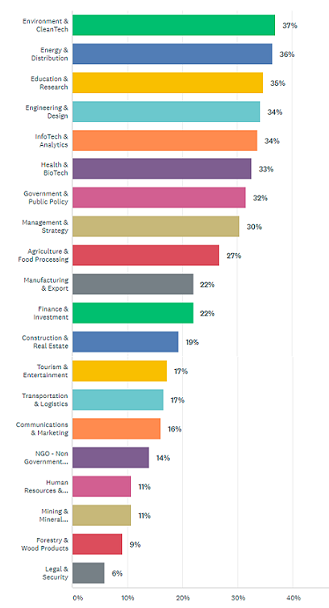 Environment &
CleanTech
37%
Energy &
Distribution
36%
Education &
Research
35%
Engineering &
Design
34%
InfoTech &
Analytics
34%
Health &
BioTech
33%
Government &
Public Policy
32%
Management &
Strategy
30%
Agriculture &
Food Processing
27%
Manufacturing
& Export
22%
Finance &
Investment
22%
Construction &
Real Estate
19%
Tourism &
Entertainment
17%
Transportation
& Logistics
17%
Communications
& Marketing
16%
NGO - Non
Government...
14%
Human
Resources &...
11%
Mining &
Mineral...
11%
Forestry &
Wood Products
9%
Legal &
Security
6%
0% 10% 20% 30% 40%